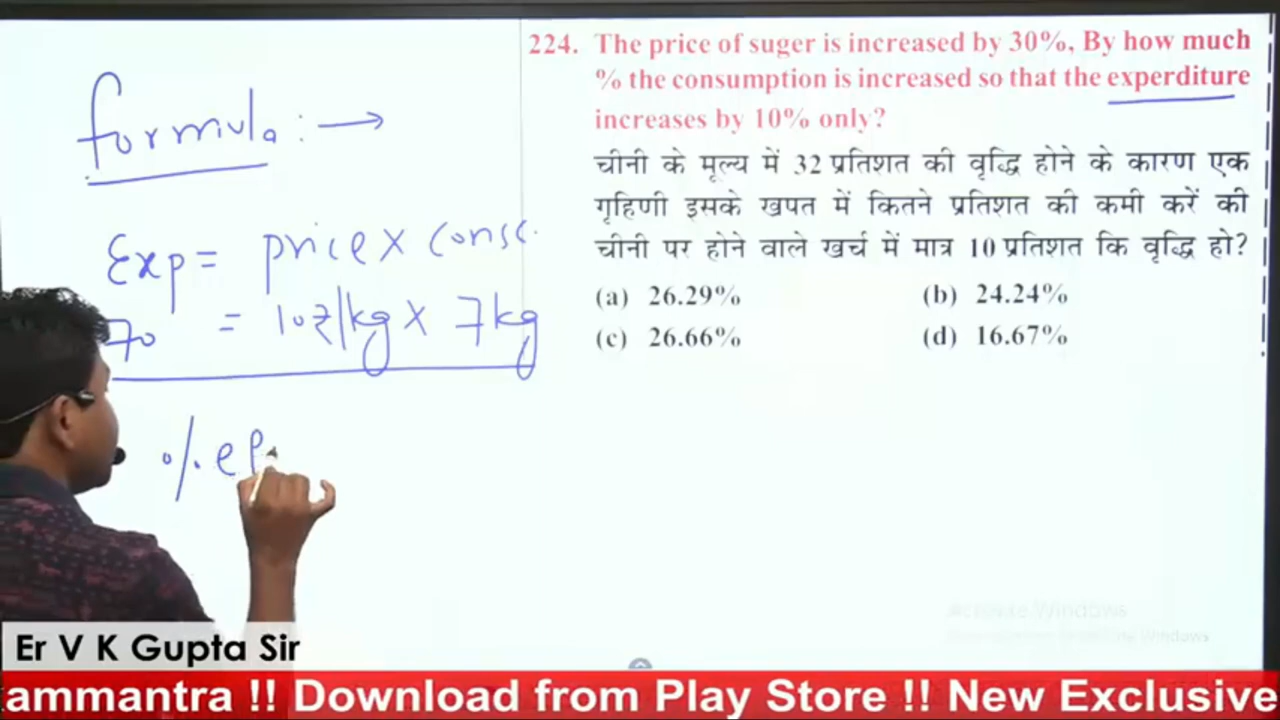 formula : →
Exp = price × Consc.
70 = 10₹/kg × 7kg
% ep
224. The price of suger is increased by 30%, By how much
% the consumption is increased so that the experditure
increases by 10% only?
चीनी के मूल्य में 32 प्रतिशत की वृद्धि होने के कारण एक
गृहिणी इसके खपत में कितने प्रतिशत की कमी करें की
चीनी पर होने वाले खर्च में मात्र 10 प्रतिशत कि वृद्धि हो?
(a) 26.29% (b) 24.24%
(c) 26.66% (d) 16.67%
Activate Windows
Er V K Gupta Sir
ammantra !! Download from Play Store !! New Exclusive